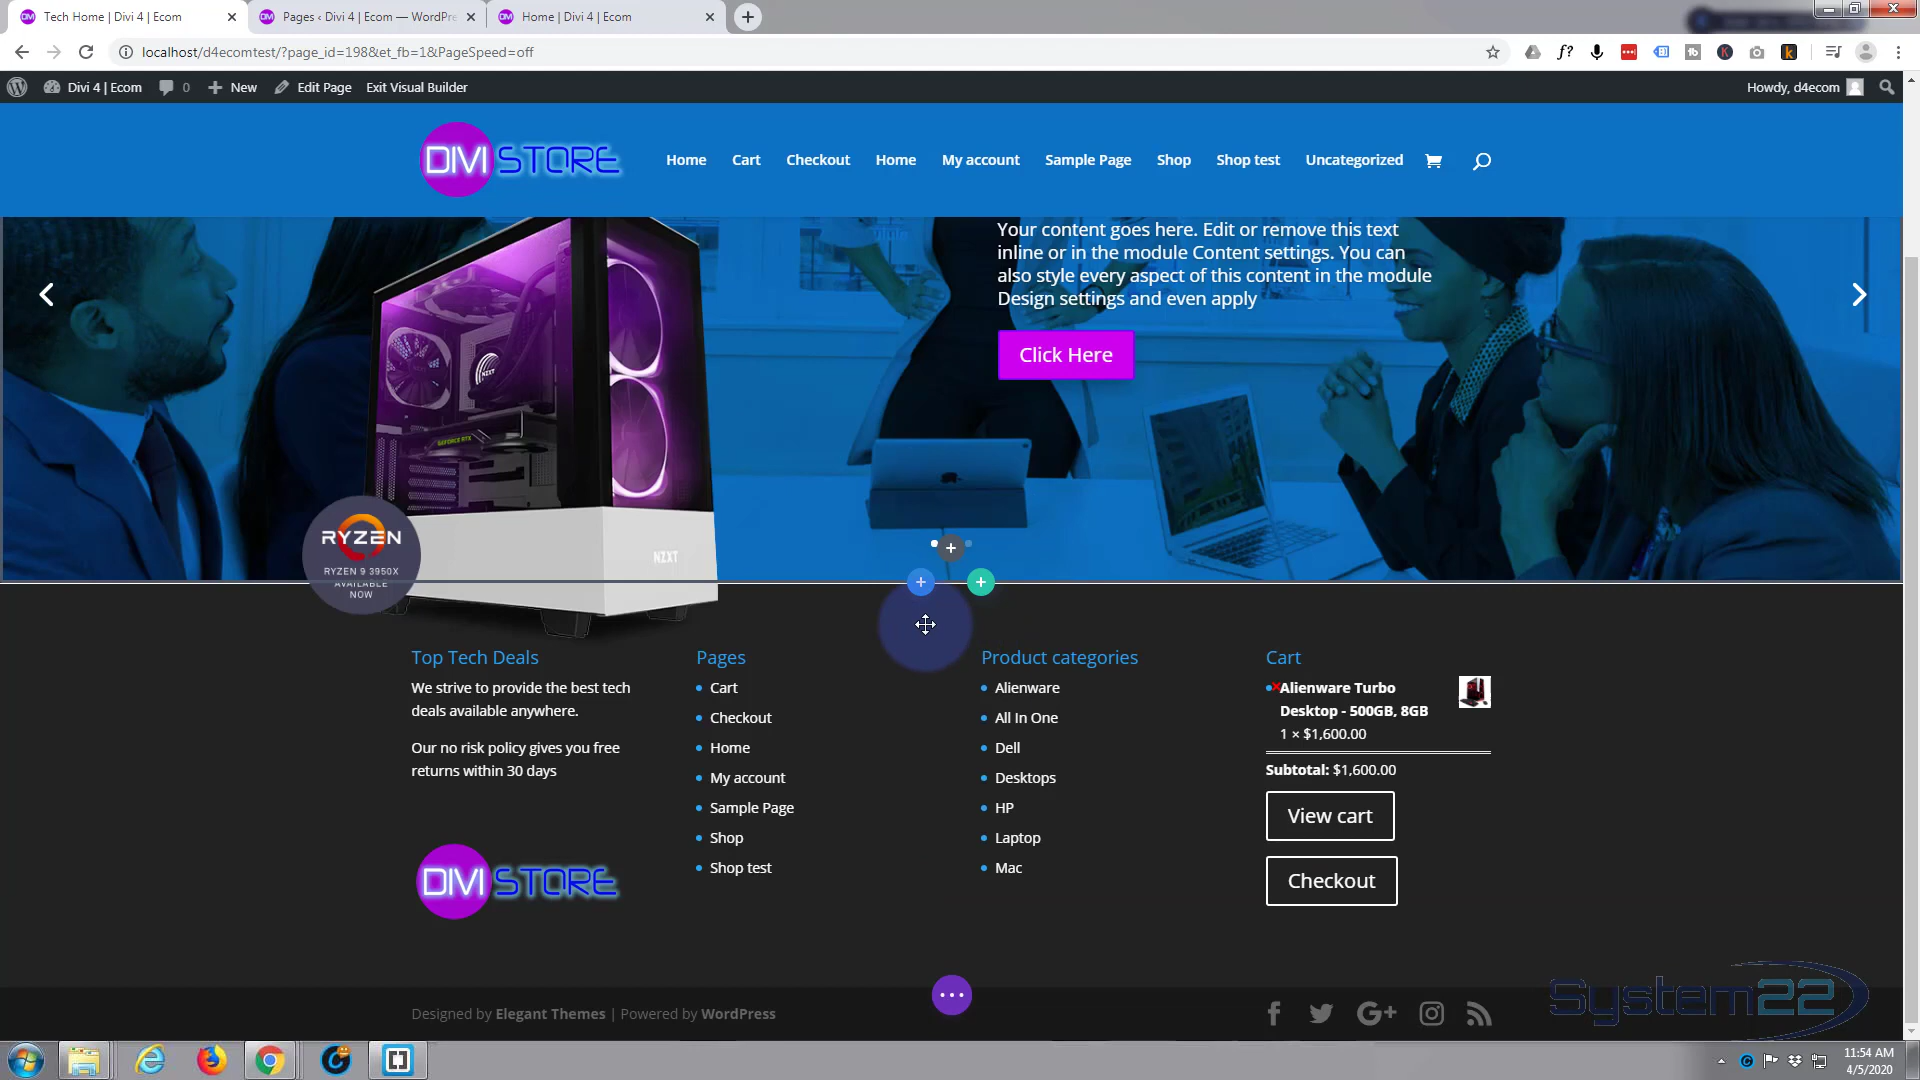 Tech Home | Divi 4 | Ecom
Pages ‹ Divi 4 | Ecom — WordPre
Home | Divi 4 | Ecom
localhost/d4ecomtest/?page_id=198&et_fb=1&PageSpeed=off
Divi 4 | Ecom
0
New
Edit Page
Exit Visual Builder
Howdy, d4ecom
DIVI STORE
Home
Cart
Checkout
Home
My account
Sample Page
Shop
Shop test
Uncategorized
Your content goes here. Edit or remove this text
inline or in the module Content settings. You can
also style every aspect of this content in the module
Design settings and even apply
Click Here
NZXT
GEFORCE RTX
NZXT
RYZEN
RYZEN 9 3950X
AVAILABLE
NOW
Top Tech Deals
We strive to provide the best tech
deals available anywhere.
Our no risk policy gives you free
returns within 30 days
DIVI STORE
Pages
Cart
Checkout
Home
My account
Sample Page
Shop
Shop test
Product categories
Alienware
All In One
Dell
Desktops
HP
Laptop
Mac
Cart
Alienware Turbo
Desktop - 500GB, 8GB
1 × $1,600.00
Subtotal: $1,600.00
View cart
Checkout
Designed by Elegant Themes | Powered by WordPress
System22
11:54 AM
4/5/2020